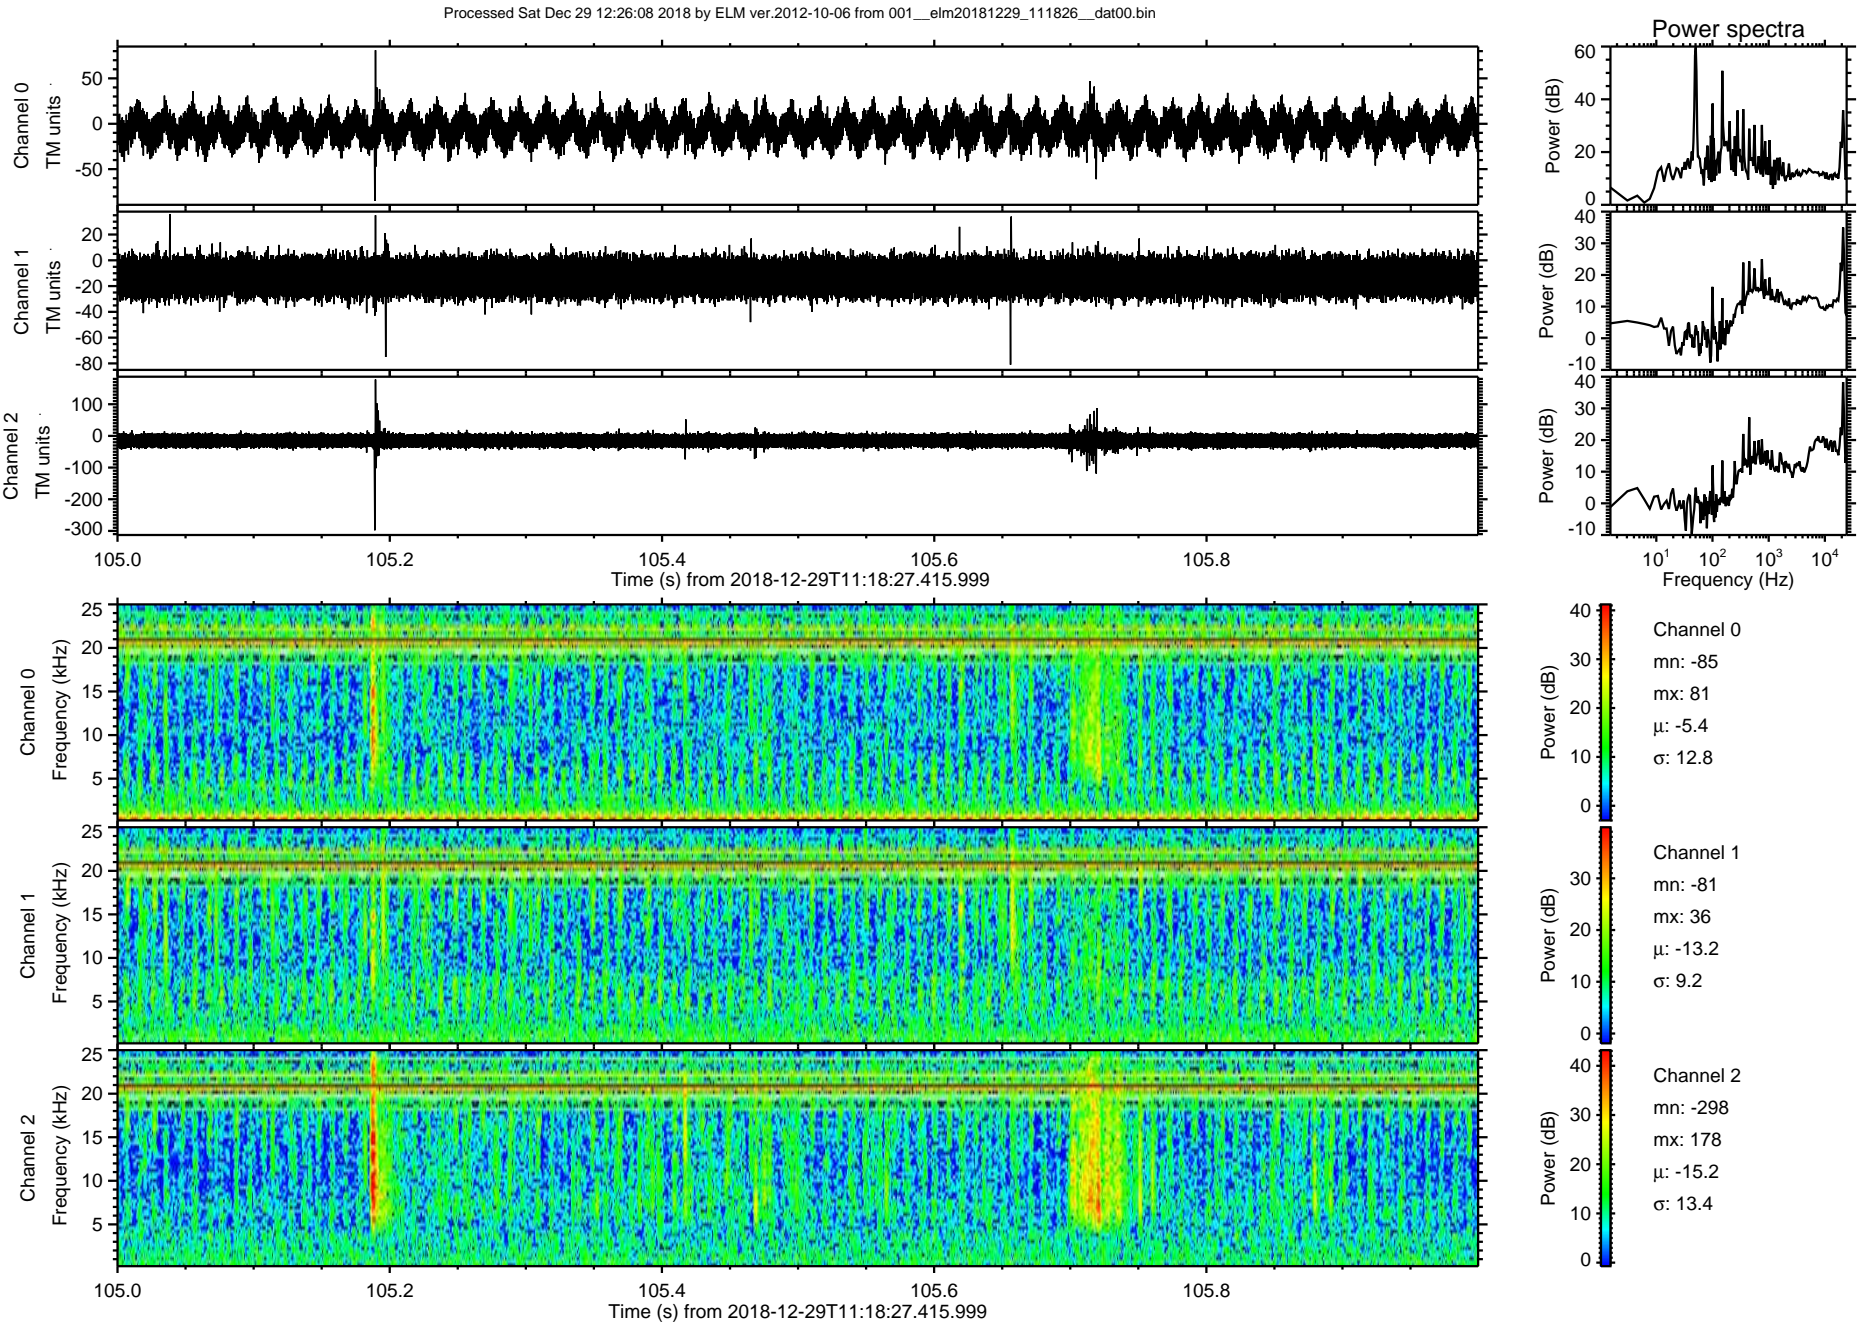 Processed Sat Dec 29 12:26:08 2018 by ELM ver.2012-10-06 from 001__elm20181229_111826__dat00.bin
Power spectra
Channel 0
TM units
50
0
-50
Power (dB)
60
40
20
0
Channel 1
TM units
20
0
-20
-40
-60
-80
Power (dB)
40
30
20
10
0
-10
Channel 2
TM units
100
0
-100
-200
-300
Power (dB)
40
30
20
10
0
-10
105.0 105.2 105.4 105.6 105.8
Time (s) from 2018-12-29T11:18:27.415.999
10¹ 10² 10³ 10⁴
Frequency (Hz)
Channel 0
Frequency (kHz)
25
20
15
10
5
Power (dB)
40
30
20
10
0
Channel 0
mn: -85
mx: 81
μ: -5.4
σ: 12.8
Channel 1
Frequency (kHz)
25
20
15
10
5
Power (dB)
30
20
10
0
Channel 1
mn: -81
mx: 36
μ: -13.2
σ: 9.2
Channel 2
Frequency (kHz)
25
20
15
10
5
Power (dB)
40
30
20
10
0
Channel 2
mn: -298
mx: 178
μ: -15.2
σ: 13.4
105.0 105.2 105.4 105.6 105.8
Time (s) from 2018-12-29T11:18:27.415.999